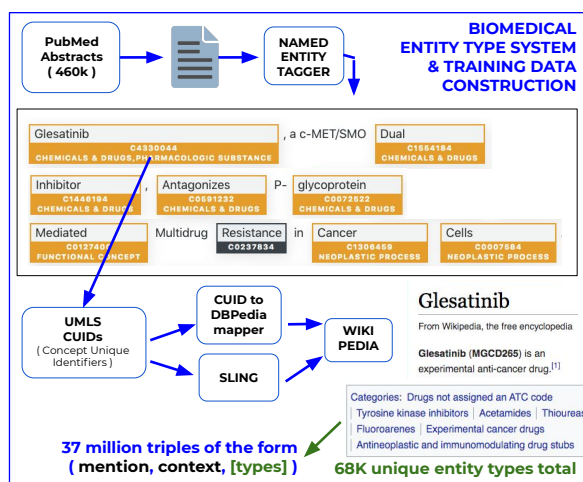 BIOMEDICAL
ENTITY TYPE SYSTEM
& TRAINING DATA
CONSTRUCTION
PubMed
Abstracts
( 460k )
NAMED
ENTITY
TAGGER
Glesatinib , a c-MET/SMO Dual
C4330044 C1554184
CHEMICALS & DRUGS,PHARMACOLOGIC SUBSTANCE CHEMICALS & DRUGS
Inhibitor , Antagonizes P- glycoprotein
C1446194 C0591232 C0072522
CHEMICALS & DRUGS CHEMICALS & DRUGS CHEMICALS & DRUGS
Mediated Multidrug Resistance in Cancer Cells .
C012740 C0237834 C1306459 C0007584
FUNCTIONAL CONCEPT NEOPLASTIC PROCESS NEOPLASTIC PROCESS
UMLS
CUIDs
( Concept Unique
Identifiers )
CUID to
DBPedia
mapper
SLING
WIKI
PEDIA
Glesatinib
From Wikipedia, the free encyclopedia
Glesatinib (MGCD265) is an
experimental anti-cancer drug.[1]
Categories: Drugs not assigned an ATC code
Tyrosine kinase inhibitors | Acetamides | Thioureas
Fluoroarenes | Experimental cancer drugs
Antineoplastic and immunomodulating drug stubs
37 million triples of the form
( mention, context, [types] )
68K unique entity types total